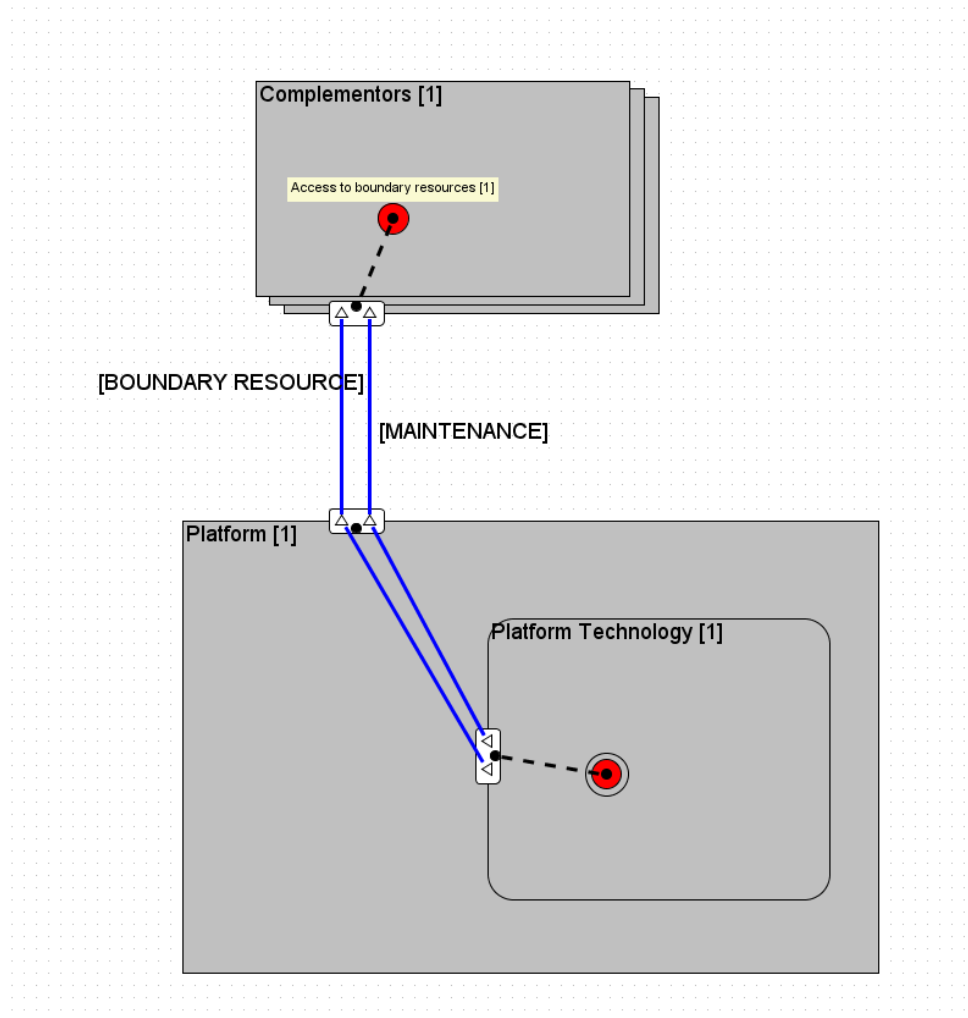 Complementors [1]
Access to boundary resources [1]
[BOUNDARY RESOURCE]
[MAINTENANCE]
Platform [1]
Platform Technology [1]